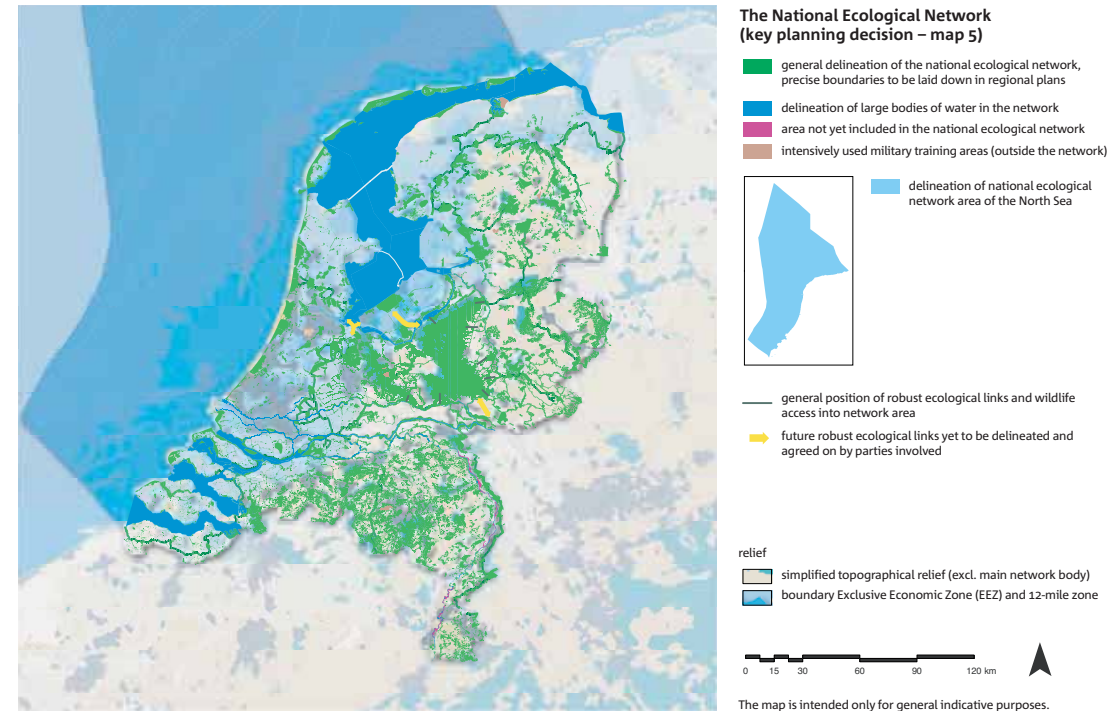 The National Ecological Network
(key planning decision – map 5)
general delineation of the national ecological network,
precise boundaries to be laid down in regional plans
delineation of large bodies of water in the network
area not yet included in the national ecological network
intensively used military training areas (outside the network)
delineation of national ecological
network area of the North Sea
general position of robust ecological links and wildlife
access into network area
future robust ecological links yet to be delineated and
agreed on by parties involved
relief
simplified topographical relief (excl. main network body)
boundary Exclusive Economic Zone (EEZ) and 12-mile zone
0 15 30 60 90 120 km
The map is intended only for general indicative purposes.